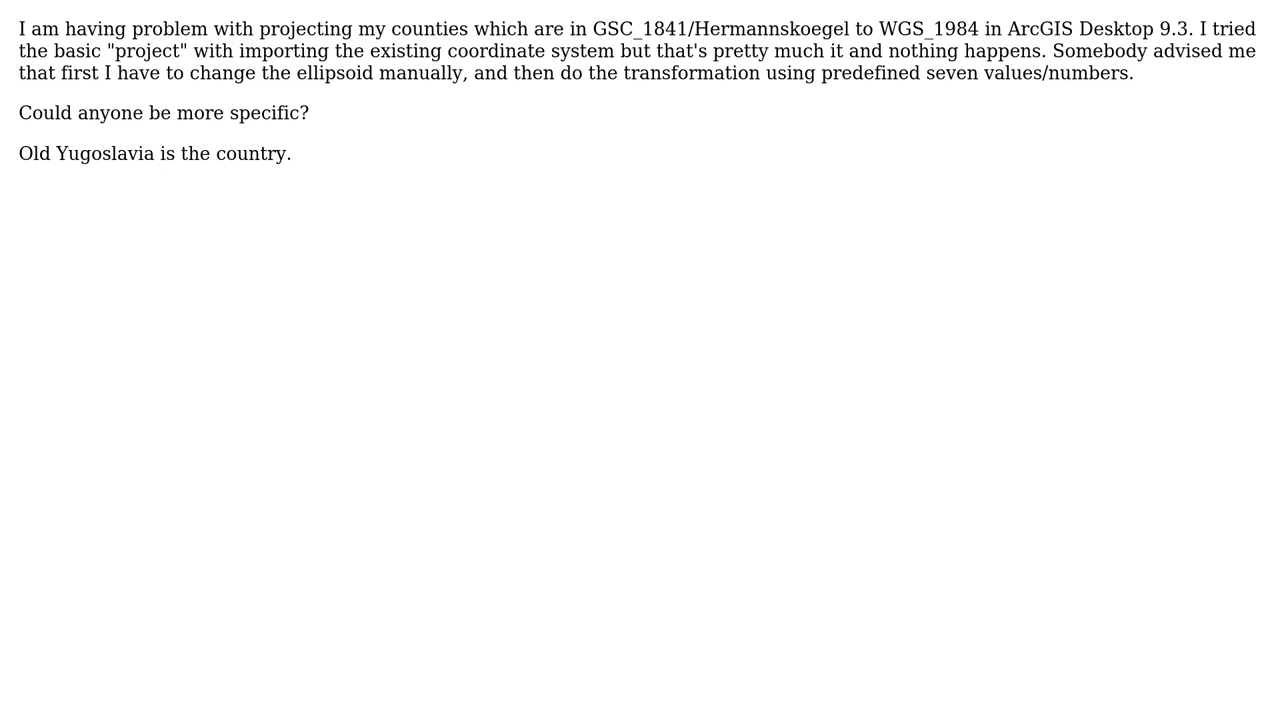 I am having problem with projecting my counties which are in GSC_1841/Hermannskoegel to WGS_1984 in ArcGIS Desktop 9.3. I tried
the basic "project" with importing the existing coordinate system but that's pretty much it and nothing happens. Somebody advised me
that first I have to change the ellipsoid manually, and then do the transformation using predefined seven values/numbers.
Could anyone be more specific?
Old Yugoslavia is the country.